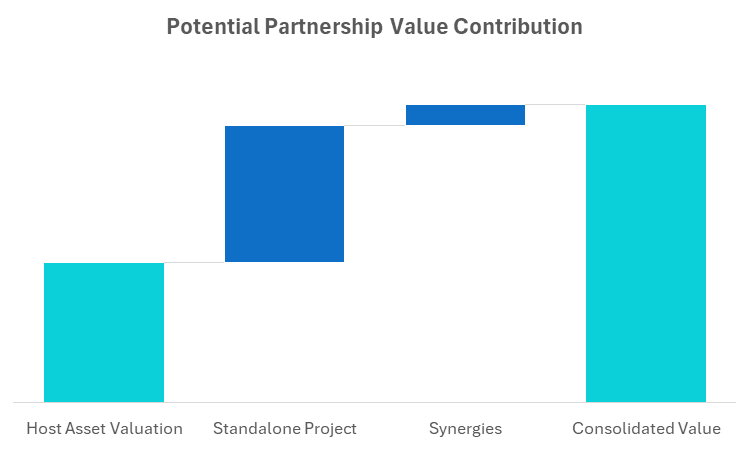 Potential Partnership Value Contribution
Host Asset Valuation
Standalone Project
Synergies
Consolidated Value